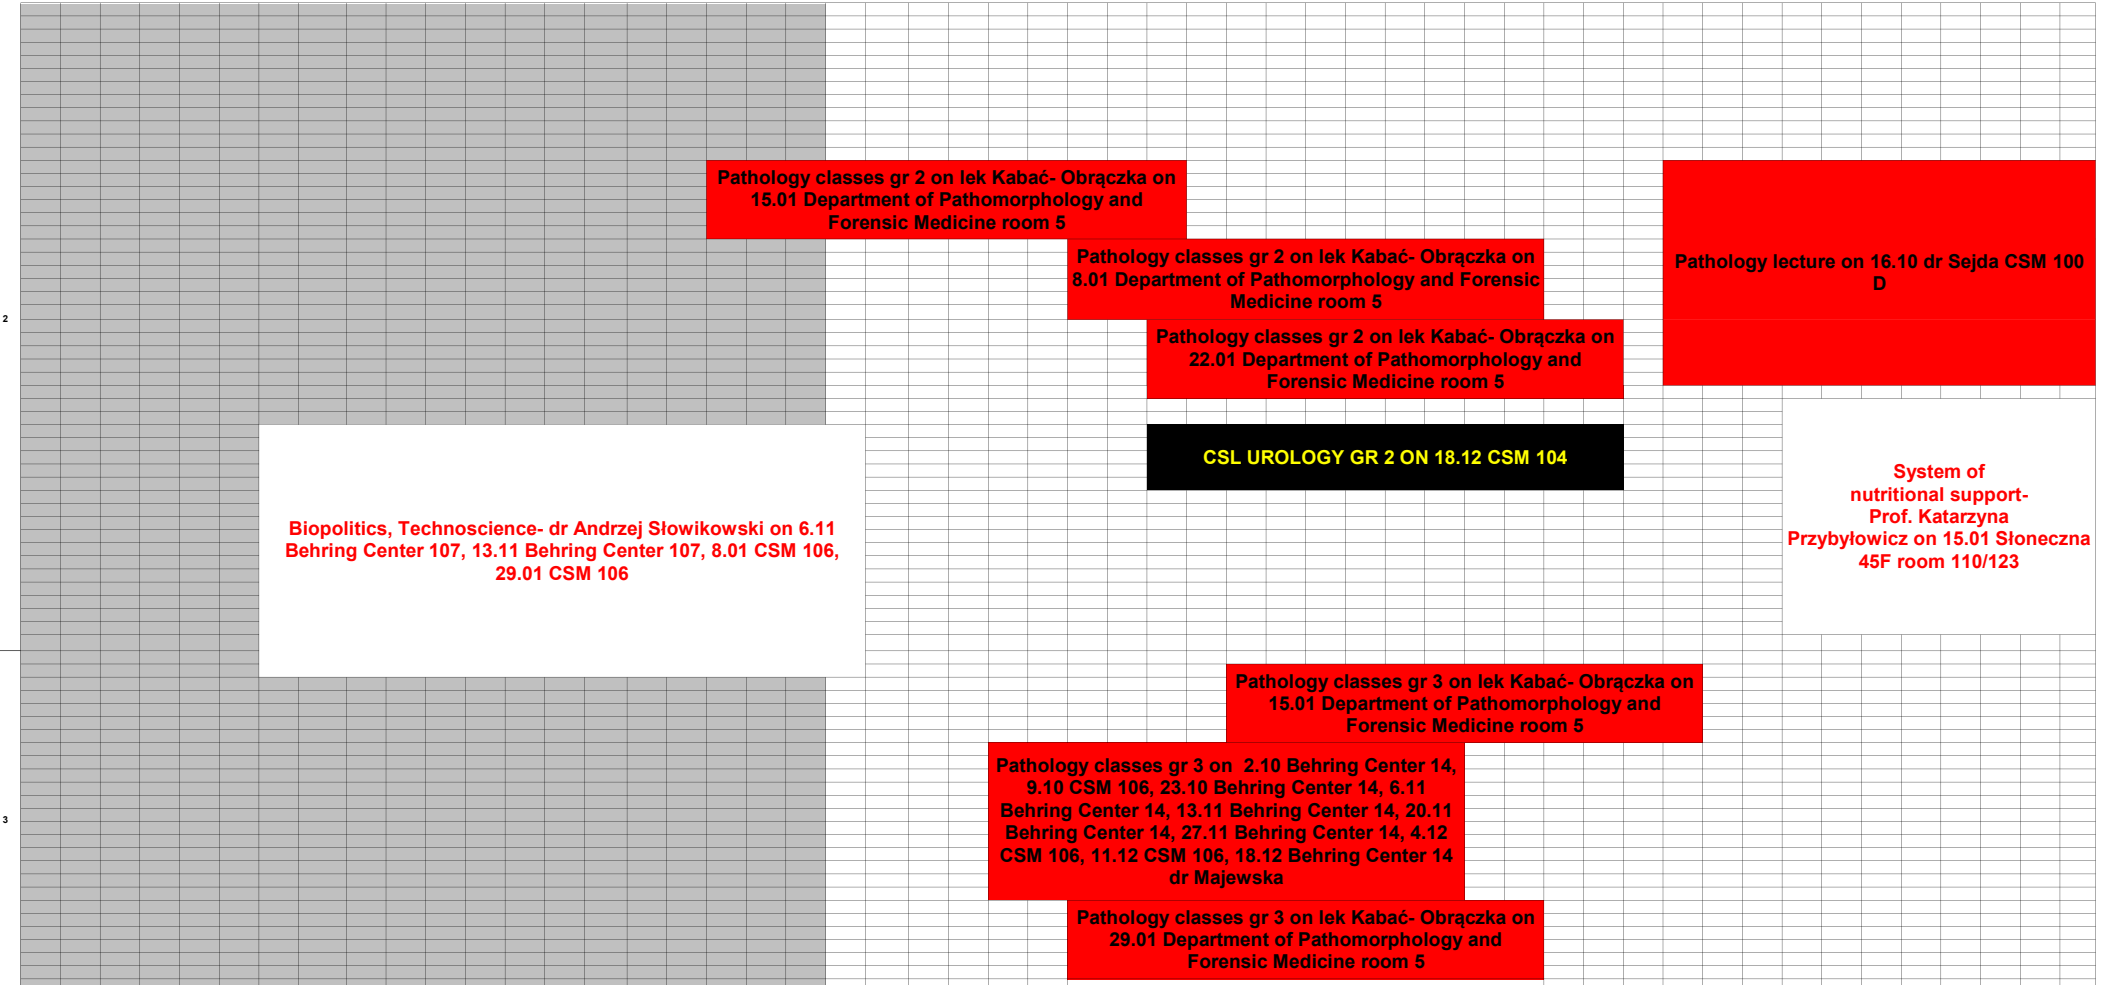 Pathology classes gr 2 on lek Kabać- Obrączka on
15.01 Department of Pathomorphology and
Forensic Medicine room 5
Pathology classes gr 2 on lek Kabać- Obrączka on
8.01 Department of Pathomorphology and Forensic
Medicine room 5
Pathology lecture on 16.10 dr Sejda CSM 100
D
2
Pathology classes gr 2 on lek Kabać- Obrączka on
22.01 Department of Pathomorphology and
Forensic Medicine room 5
CSL UROLOGY GR 2 ON 18.12 CSM 104
System of
nutritional support-
Prof. Katarzyna
Przybyłowicz on 15.01 Słoneczna
45F room 110/123
Biopolitics, Technoscience- dr Andrzej Słowikowski on 6.11
Behring Center 107, 13.11 Behring Center 107, 8.01 CSM 106,
29.01 CSM 106
Pathology classes gr 3 on lek Kabać- Obrączka on
15.01 Department of Pathomorphology and
Forensic Medicine room 5
3
Pathology classes gr 3 on  2.10 Behring Center 14,
9.10 CSM 106, 23.10 Behring Center 14, 6.11
Behring Center 14, 13.11 Behring Center 14, 20.11
Behring Center 14, 27.11 Behring Center 14, 4.12
CSM 106, 11.12 CSM 106, 18.12 Behring Center 14
dr Majewska
Pathology classes gr 3 on lek Kabać- Obrączka on
29.01 Department of Pathomorphology and
Forensic Medicine room 5